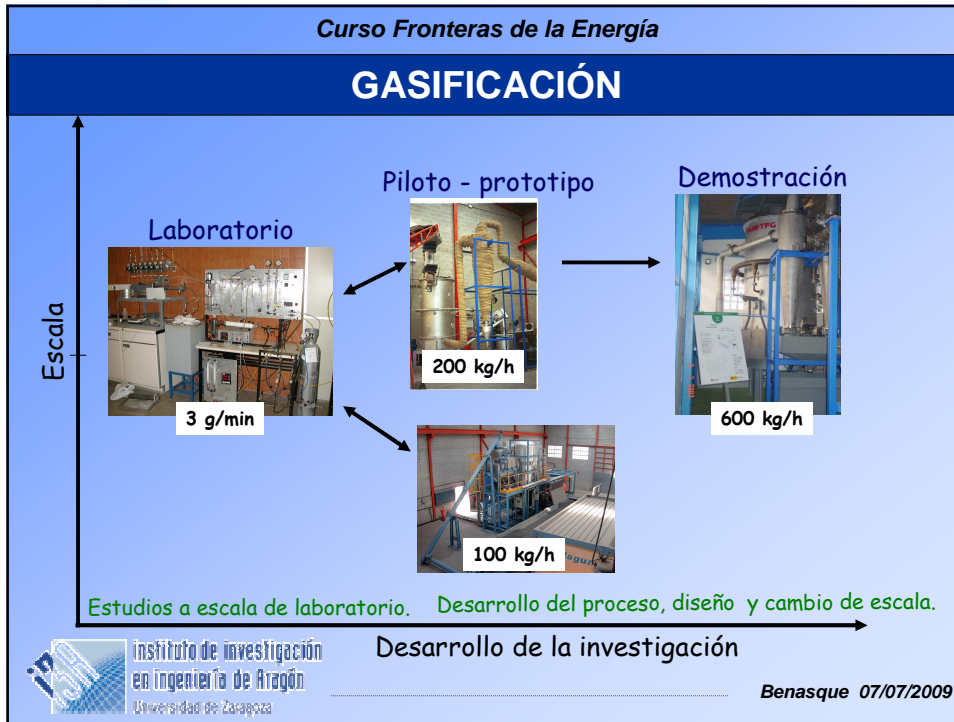 Curso Fronteras de la Energía
GASIFICACIÓN
Escala
Laboratorio
3 g/min
Piloto - prototipo
200 kg/h
100 kg/h
Demostración
600 kg/h
Estudios a escala de laboratorio.
Desarrollo del proceso, diseño y cambio de escala.
Desarrollo de la investigación
instituto de investigación
en ingeniería de Aragón
Universidad de Zaragoza
Benasque 07/07/2009